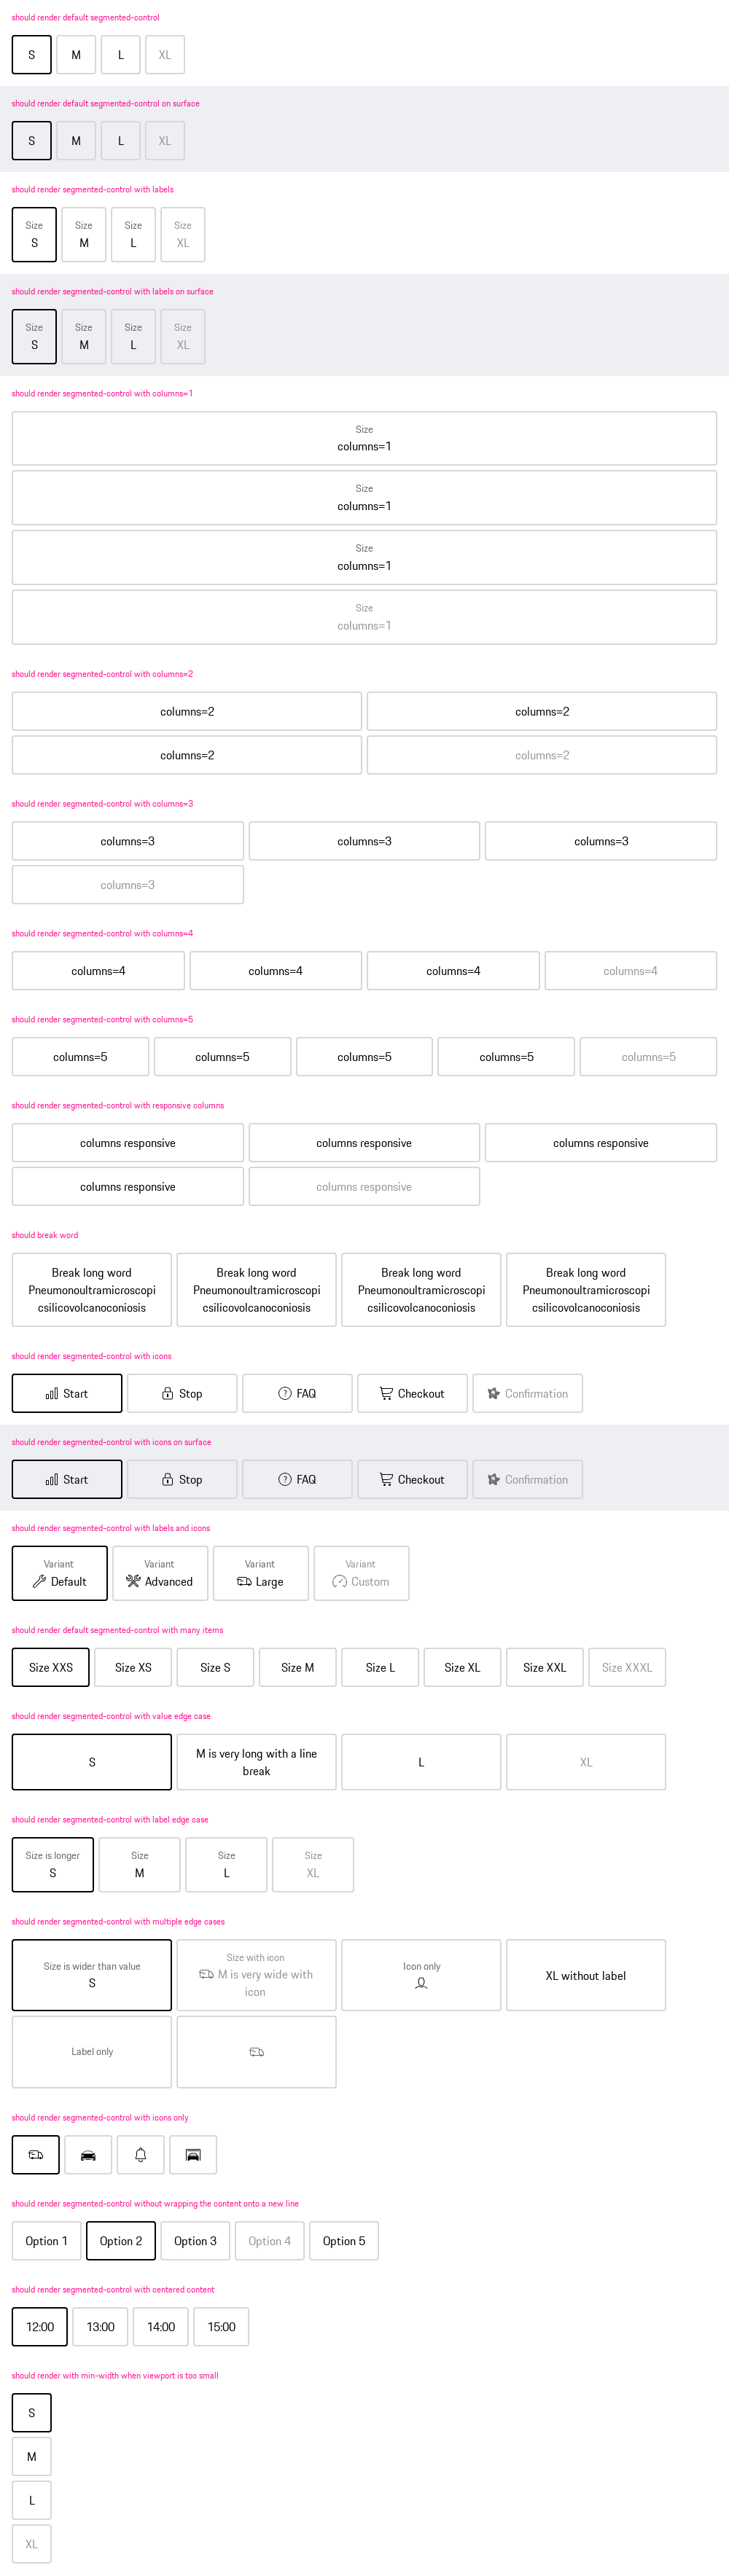 should render default segmented-control
S M L XL
should render default segmented-control on surface
S M L XL
should render segmented-control with labels
Size Size Size Size
S M L XL
should render segmented-control with labels on surface
Size Size Size Size
S M L XL
should render segmented-control with columns=1
Size
columns=1
Size
columns=1
Size
columns=1
Size
columns=1
should render segmented-control with columns=2
columns=2 columns=2
columns=2 columns=2
should render segmented-control with columns=3
columns=3 columns=3 columns=3
columns=3
should render segmented-control with columns=4
columns=4 columns=4 columns=4 columns=4
should render segmented-control with columns=5
columns=5 columns=5 columns=5 columns=5 columns=5
should render segmented-control with responsive columns
columns responsive columns responsive columns responsive
columns responsive columns responsive
should break word
Break long word Break long word Break long word Break long word
Pneumonoultramicroscopi Pneumonoultramicroscopi Pneumonoultramicroscopi Pneumonoultramicroscopi
csilicovolcanoconiosis csilicovolcanoconiosis csilicovolcanoconiosis csilicovolcanoconiosis
should render segmented-control with icons
Start Stop FAQ Checkout Confirmation
should render segmented-control with icons on surface
Start Stop FAQ Checkout Confirmation
should render segmented-control with labels and icons
Variant Variant Variant Variant
Default Advanced Large Custom
should render default segmented-control with many items
Size XXS Size XS Size S Size M Size L Size XL Size XXL Size XXXL
should render segmented-control with value edge case
S M is very long with a line L XL
break
should render segmented-control with label edge case
Size is longer Size Size Size
S M L XL
should render segmented-control with multiple edge cases
Size is wider than value Size with icon Icon only XL without label
S M is very wide with
icon
Label only
should render segmented-control with icons only
should render segmented-control without wrapping the content onto a new line
Option 1 Option 2 Option 3 Option 4 Option 5
should render segmented-control with centered content
12:00 13:00 14:00 15:00
should render with min-width when viewport is too small
S
M
L
XL